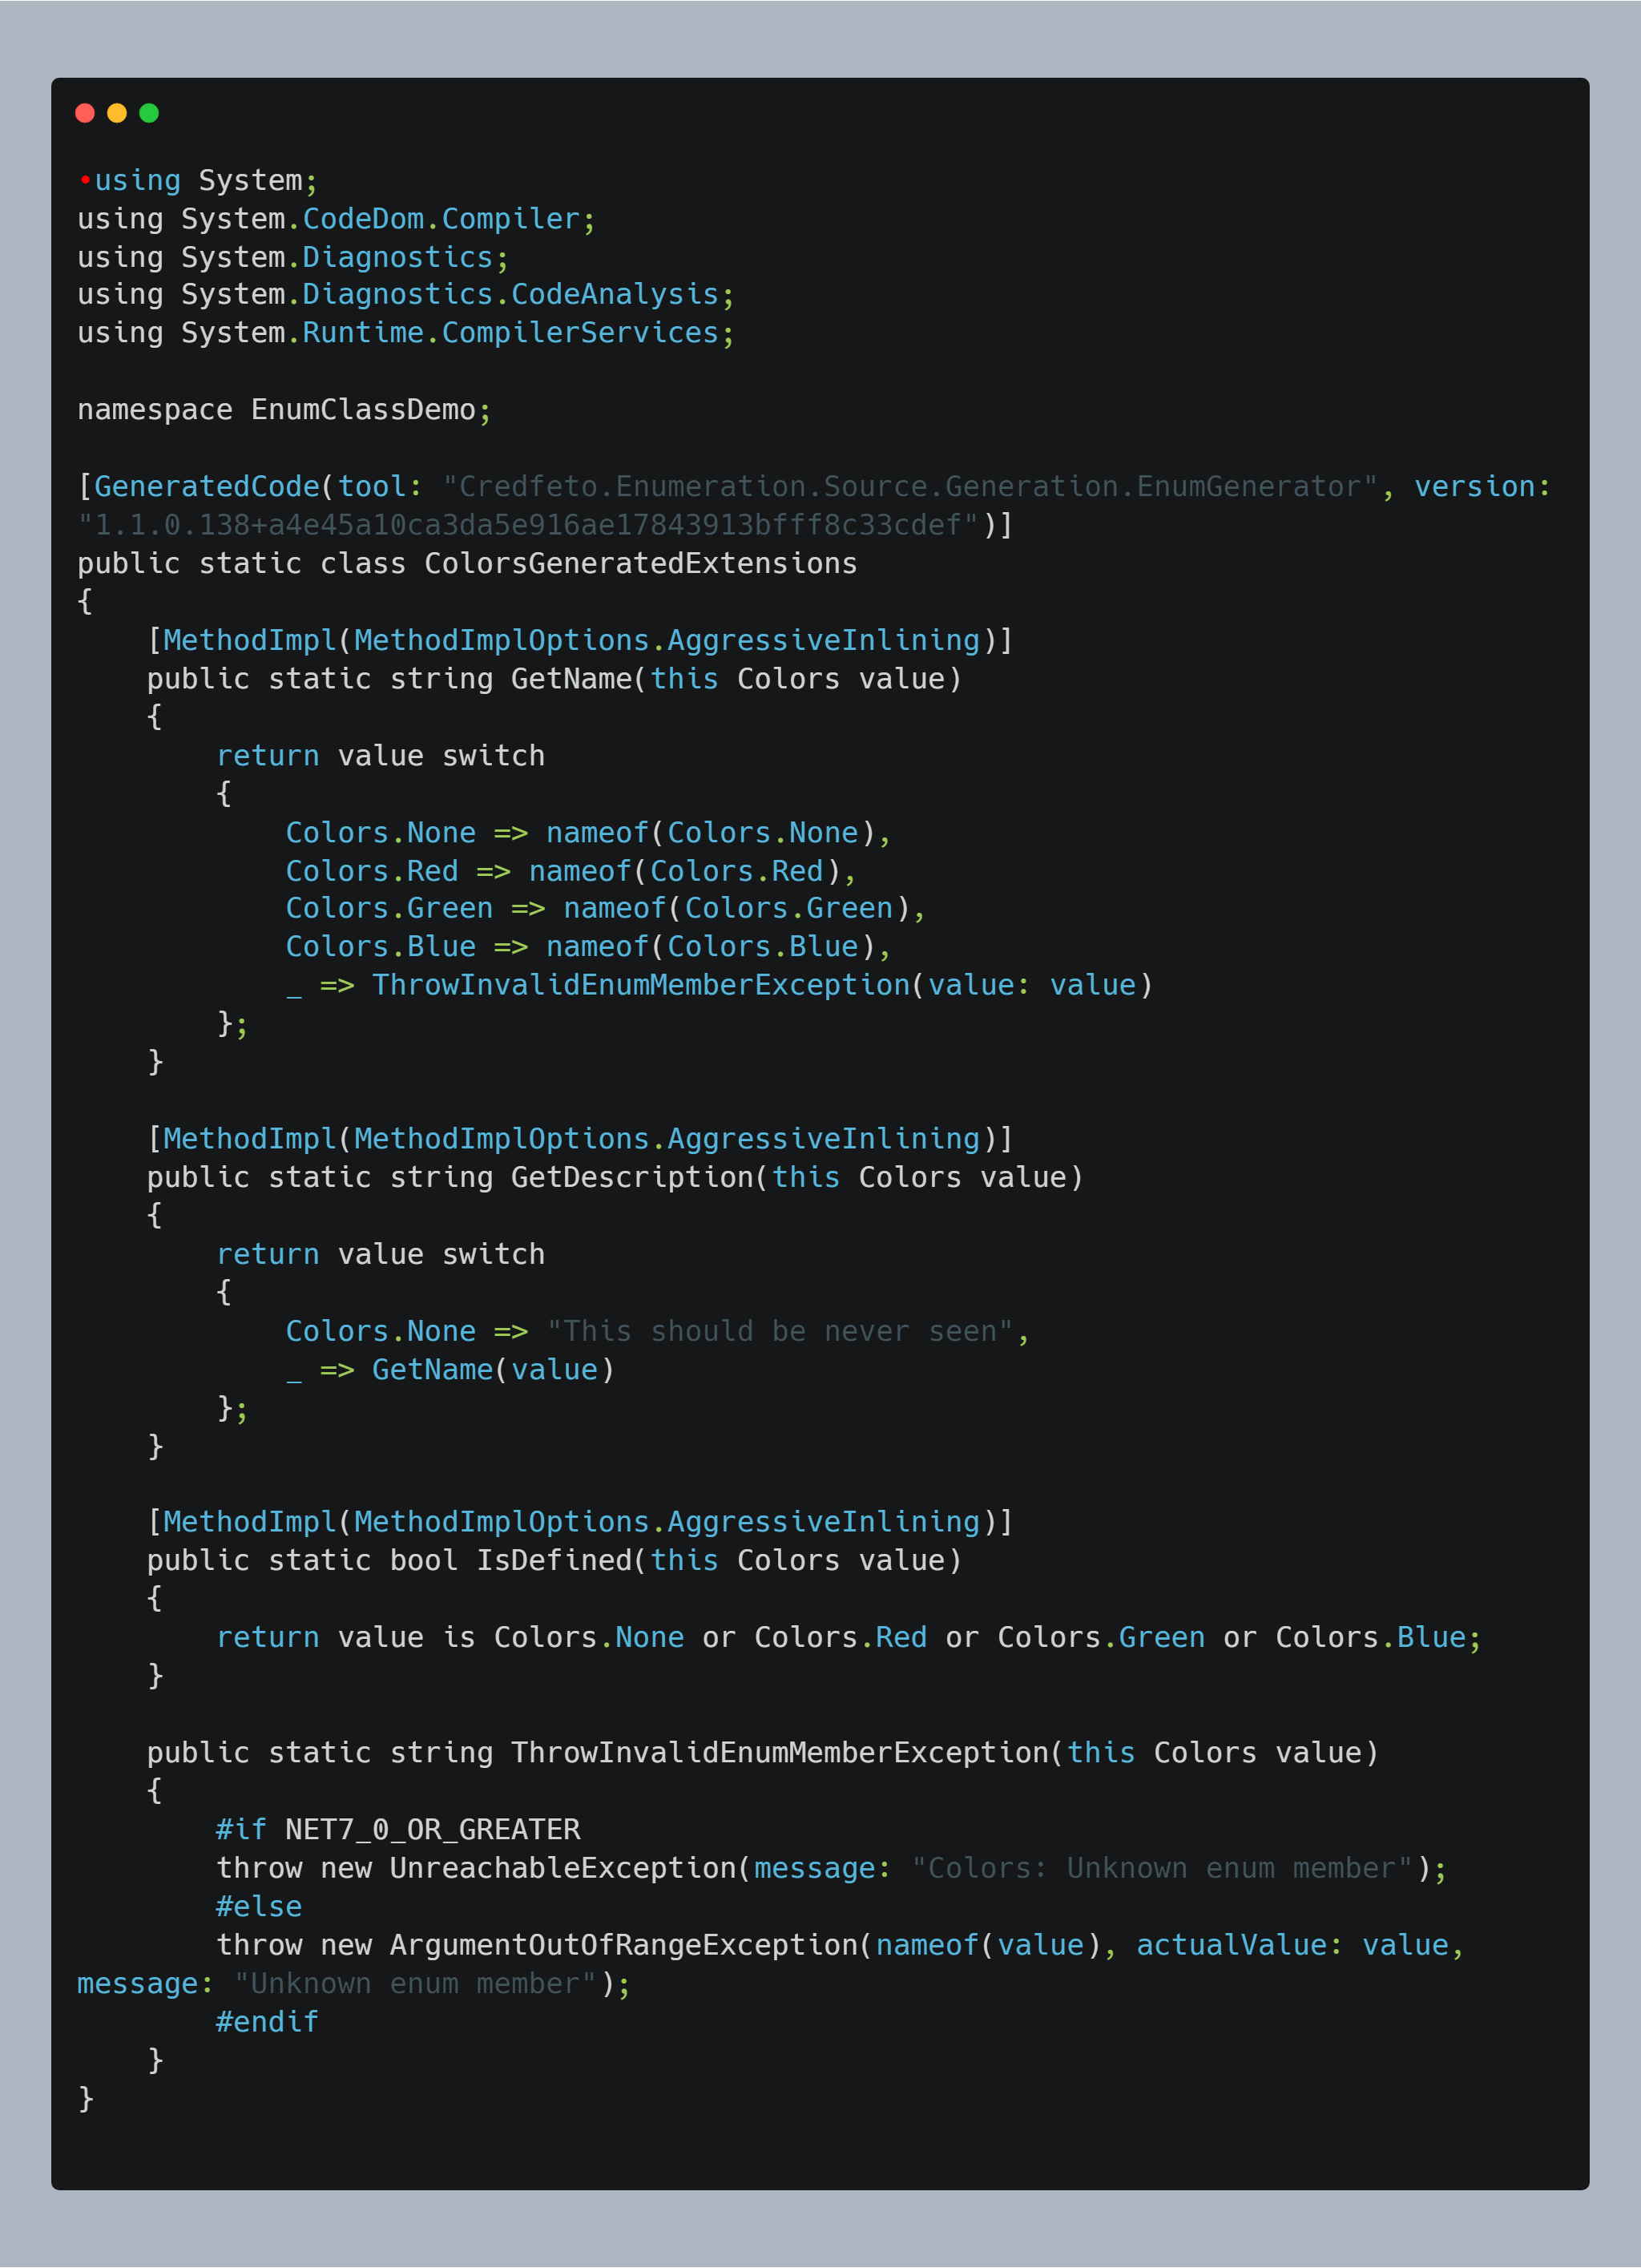 •using System;
using System.CodeDom.Compiler;
using System.Diagnostics;
using System.Diagnostics.CodeAnalysis;
using System.Runtime.CompilerServices;

namespace EnumClassDemo;

[GeneratedCode(tool: "Credfeto.Enumeration.Source.Generation.EnumGenerator", version:
"1.1.0.138+a4e45a10ca3da5e916ae17843913bfff8c33cdef")]
public static class ColorsGeneratedExtensions
{
    [MethodImpl(MethodImplOptions.AggressiveInlining)]
    public static string GetName(this Colors value)
    {
        return value switch
        {
            Colors.None => nameof(Colors.None),
            Colors.Red => nameof(Colors.Red),
            Colors.Green => nameof(Colors.Green),
            Colors.Blue => nameof(Colors.Blue),
            _ => ThrowInvalidEnumMemberException(value: value)
        };
    }

    [MethodImpl(MethodImplOptions.AggressiveInlining)]
    public static string GetDescription(this Colors value)
    {
        return value switch
        {
            Colors.None => "This should be never seen",
            _ => GetName(value)
        };
    }

    [MethodImpl(MethodImplOptions.AggressiveInlining)]
    public static bool IsDefined(this Colors value)
    {
        return value is Colors.None or Colors.Red or Colors.Green or Colors.Blue;
    }

    public static string ThrowInvalidEnumMemberException(this Colors value)
    {
        #if NET7_0_OR_GREATER
        throw new UnreachableException(message: "Colors: Unknown enum member");
        #else
        throw new ArgumentOutOfRangeException(nameof(value), actualValue: value,
message: "Unknown enum member");
        #endif
    }
}